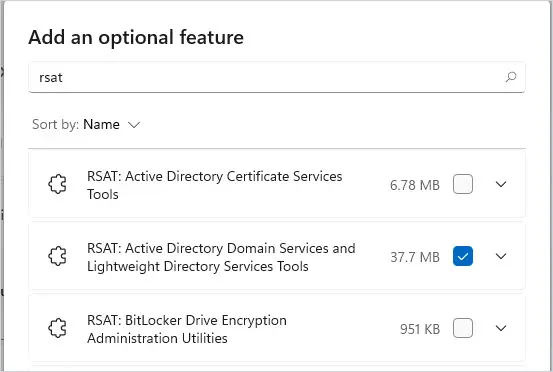 Add an optional feature
rsat
Sort by: Name
RSAT: Active Directory Certificate Services
Tools
6.78 MB
RSAT: Active Directory Domain Services and
Lightweight Directory Services Tools
37.7 MB
RSAT: BitLocker Drive Encryption
Administration Utilities
951 KB